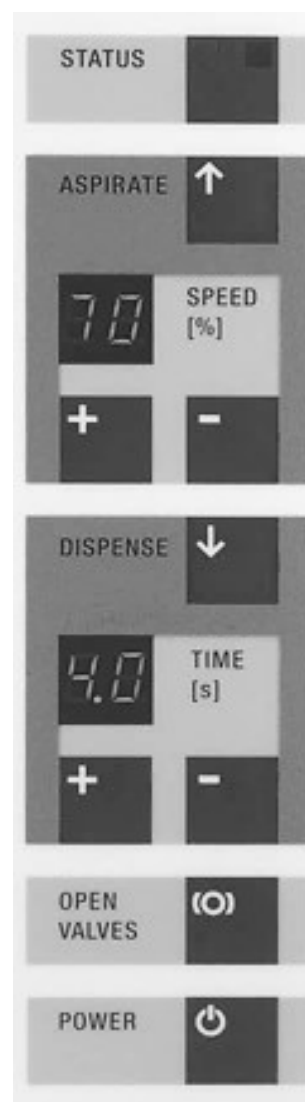 STATUS
ASPIRATE
70
SPEED
[%]
+ -
DISPENSE
4.0
TIME
[s]
+ -
OPEN
VALVES
POWER